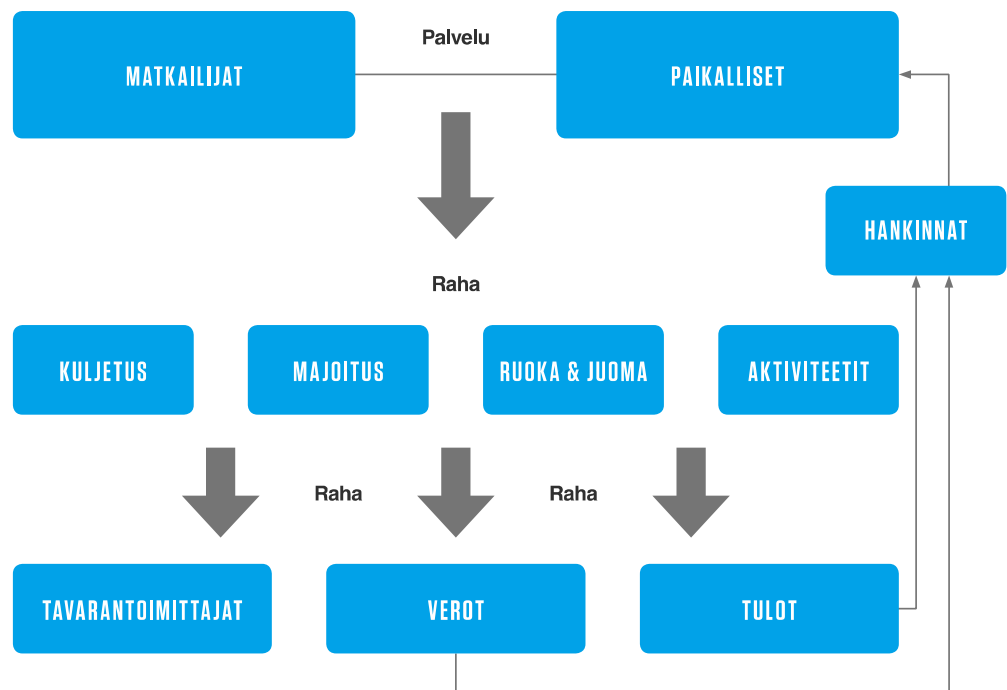 Palvelu
MATKAILIJAT
PAIKALLISET
HANKINNAT
Raha
KULJETUS
MAJOITUS
RUOKA & JUOMA
AKTIVITEETIT
Raha
Raha
TAVARANTOIMITTAJAT
VEROT
TULOT